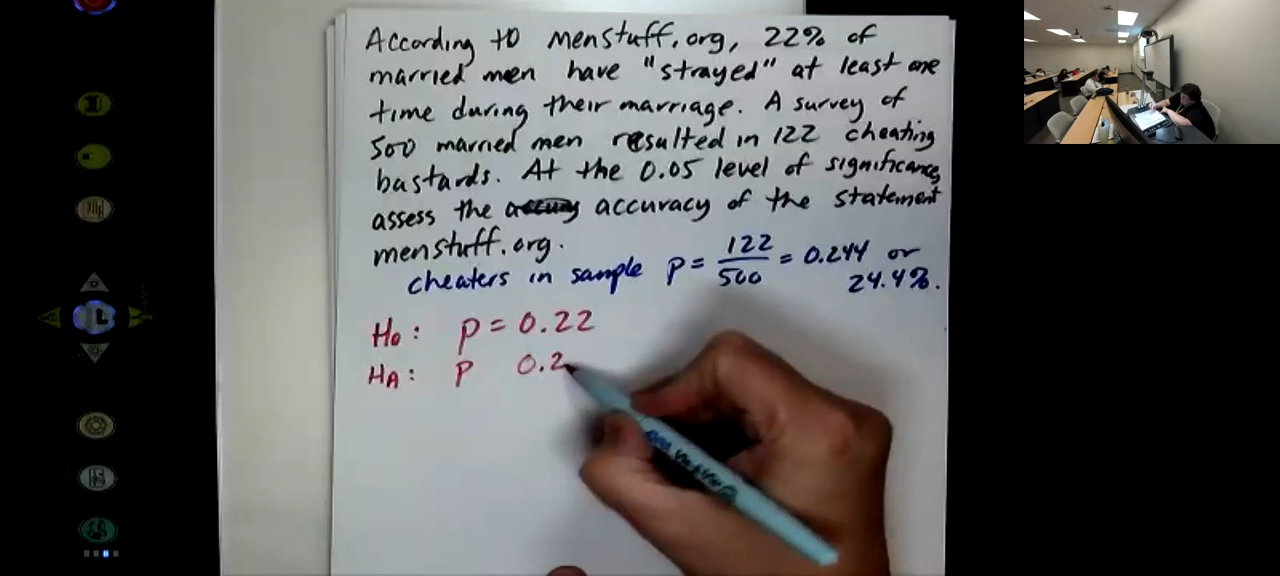 According to menstuff.org, 22% of
married men have "strayed" at least one
time during their marriage. A survey of
500 married men resulted in 122 cheating
bastards. At the 0.05 level of significance,
assess the accuracy of the statement
menstuff.org.
cheaters in sample p = 122/500 = 0.244 or
24.4%.
H0: p = 0.22
HA: p 0.2